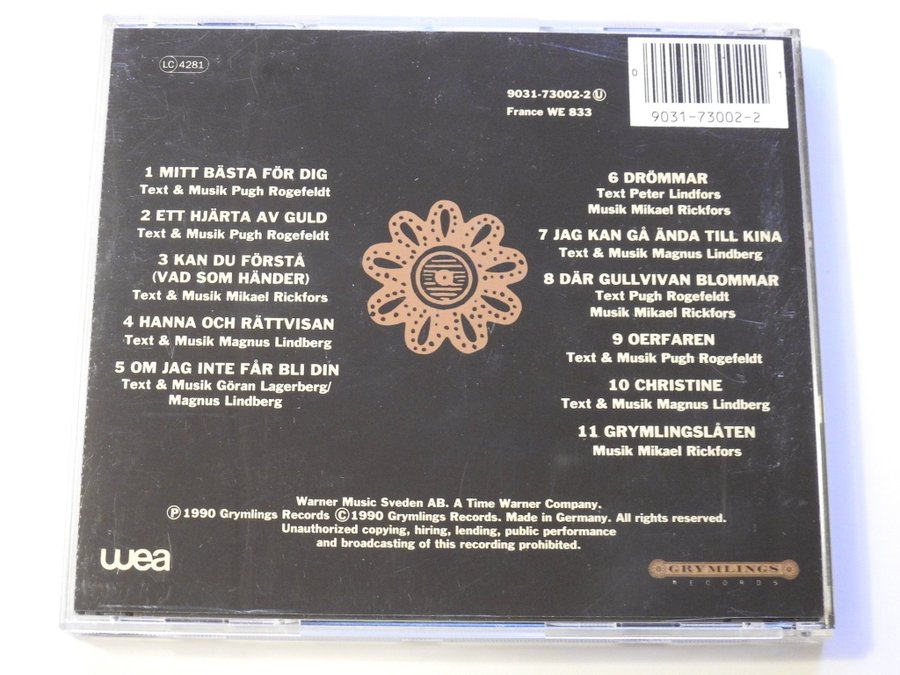 LC 4281
9031-73002-2 Ⓤ
France WE 833
0 1
9031-73002-2
1 MITT BÄSTA FÖR DIG
Text & Musik Pugh Rogefeldt
2 ETT HJÄRTA AV GULD
Text & Musik Pugh Rogefeldt
3 KAN DU FÖRSTÅ
(VAD SOM HÄNDER)
Text & Musik Mikael Rickfors
4 HANNA OCH RÄTTVISAN
Text & Musik Magnus Lindberg
5 OM JAG INTE FÅR BLI DIN
Text & Musik Göran Lagerberg/
Magnus Lindberg
6 DRÖMMAR
Text Peter Lindfors
Musik Mikael Rickfors
7 JAG KAN GÅ ÄNDA TILL KINA
Text & Musik Magnus Lindberg
8 DÄR GULLVIVAN BLOMMAR
Text Pugh Rogefeldt
Musik Mikael Rickfors
9 OERFAREN
Text & Musik Pugh Rogefeldt
10 CHRISTINE
Text & Musik Magnus Lindberg
11 GRYMLINGSLÅTEN
Musik Mikael Rickfors
Warner Music Sweden AB. A Time Warner Company.
Ⓟ 1990 Grymlings Records Ⓒ 1990 Grymlings Records. Made in Germany. All rights reserved.
Unauthorized copying, hiring, lending, public performance
and broadcasting of this recording prohibited.
wea
GRYMLINGS
RECORDS